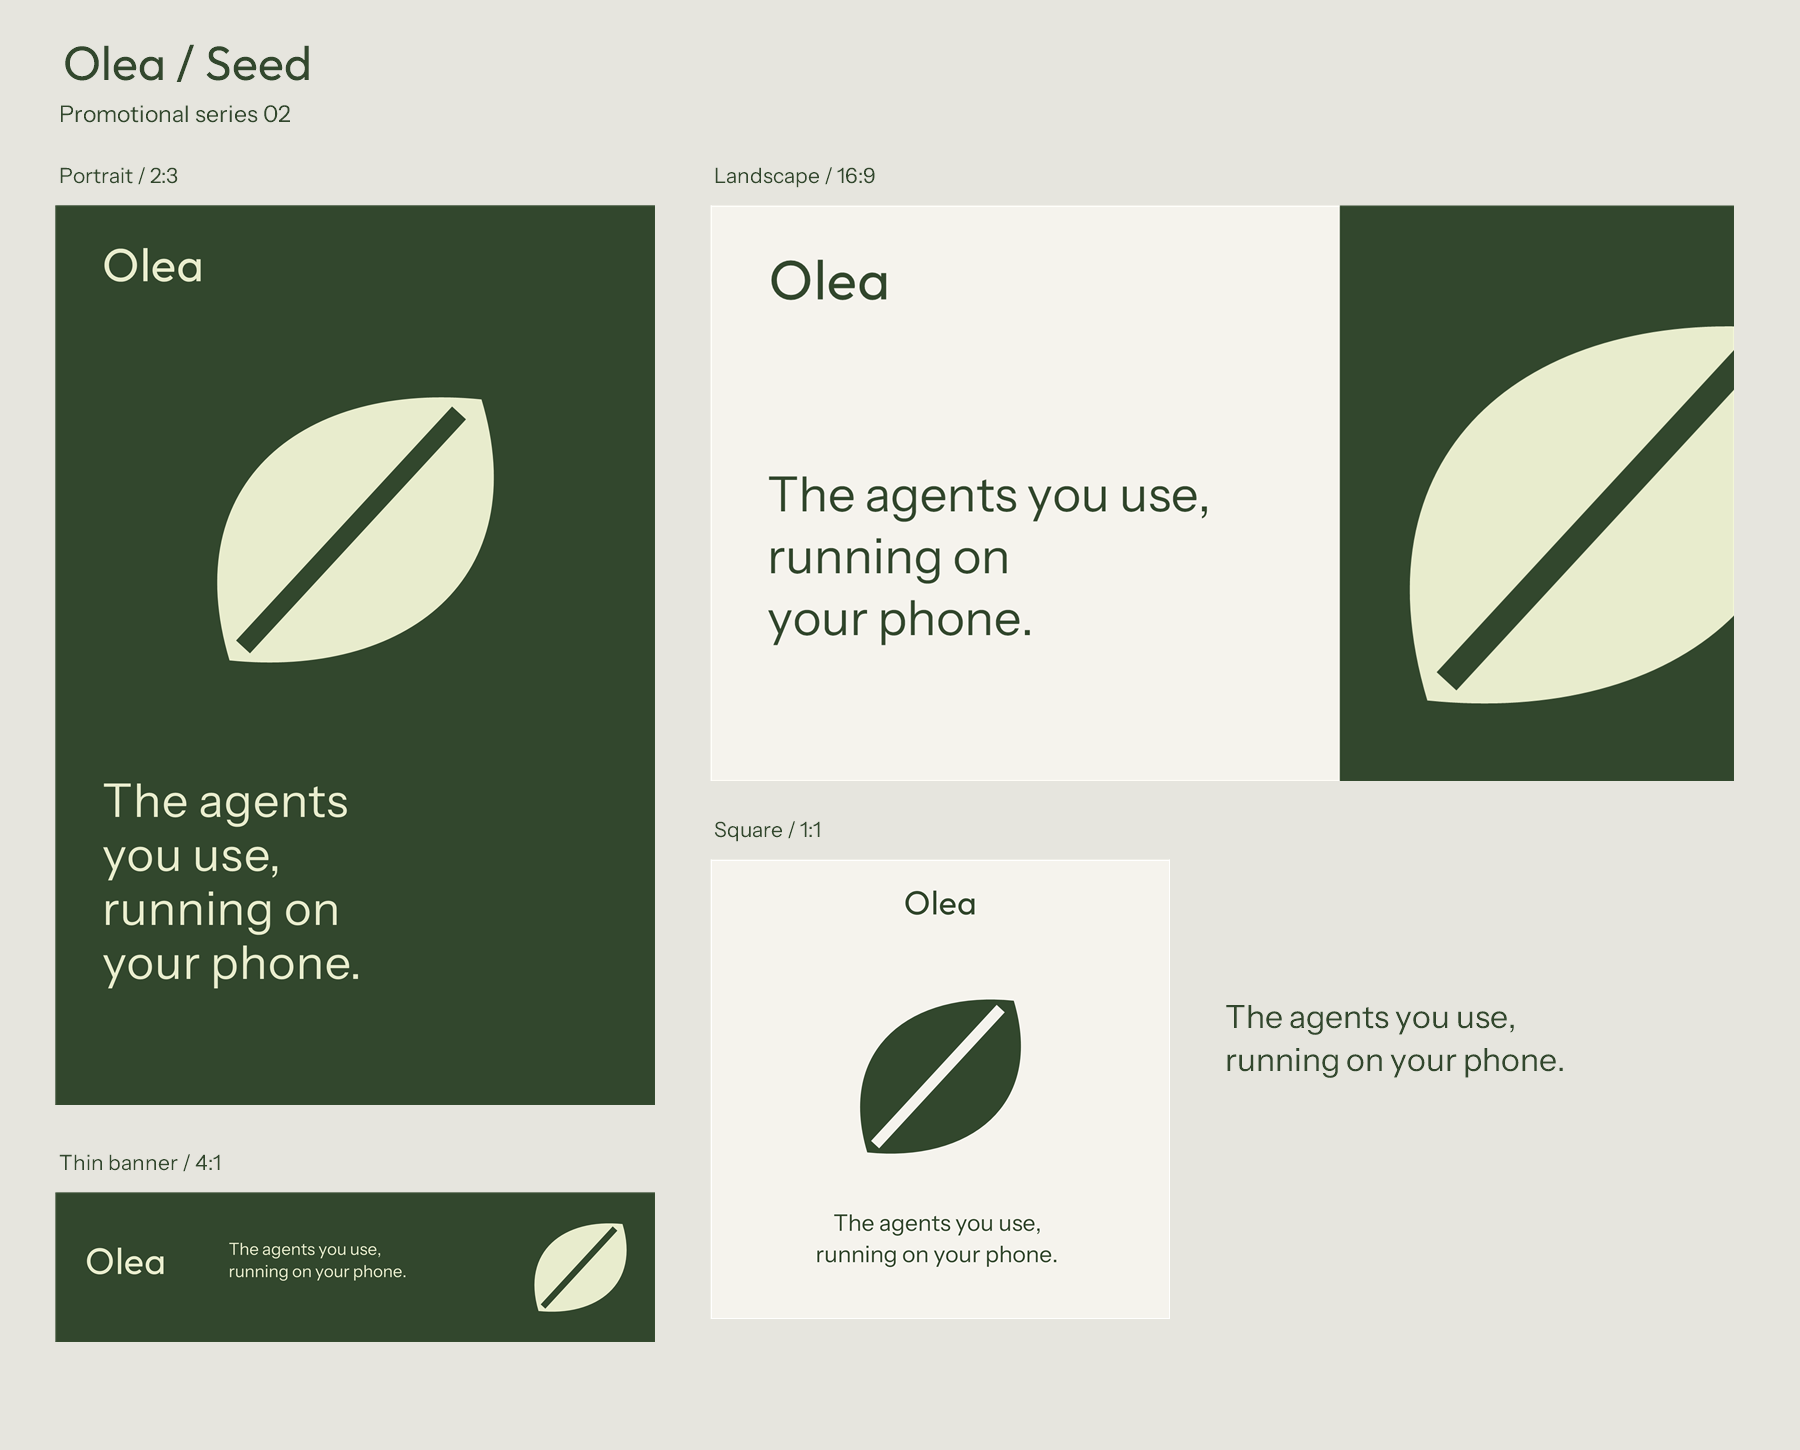 Olea / Seed
Promotional series 02
Portrait / 2:3
Olea
The agents
you use,
running on
your phone.
Thin banner / 4:1
Olea
The agents you use,
running on your phone.
Landscape / 16:9
Olea
The agents you use,
running on
your phone.
Square / 1:1
Olea
The agents you use,
running on your phone.
The agents you use,
running on your phone.